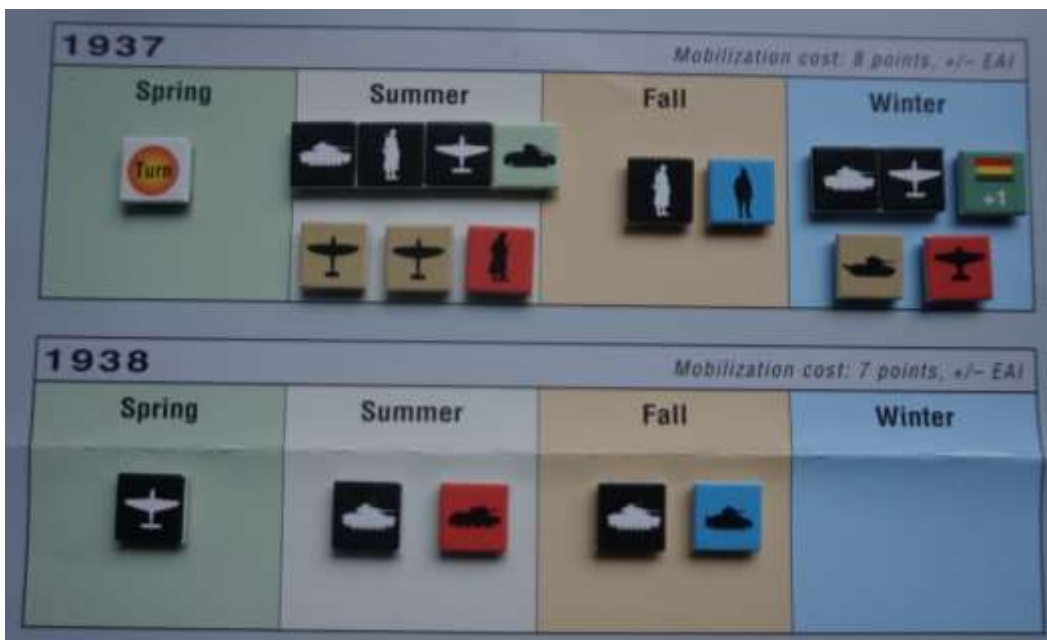 1937
Mobilization cost: 8 points, +/– EAI
Spring
Summer
Fall
Winter
Turn
+1
1938
Mobilization cost: 7 points, +/– EAI
Spring
Summer
Fall
Winter